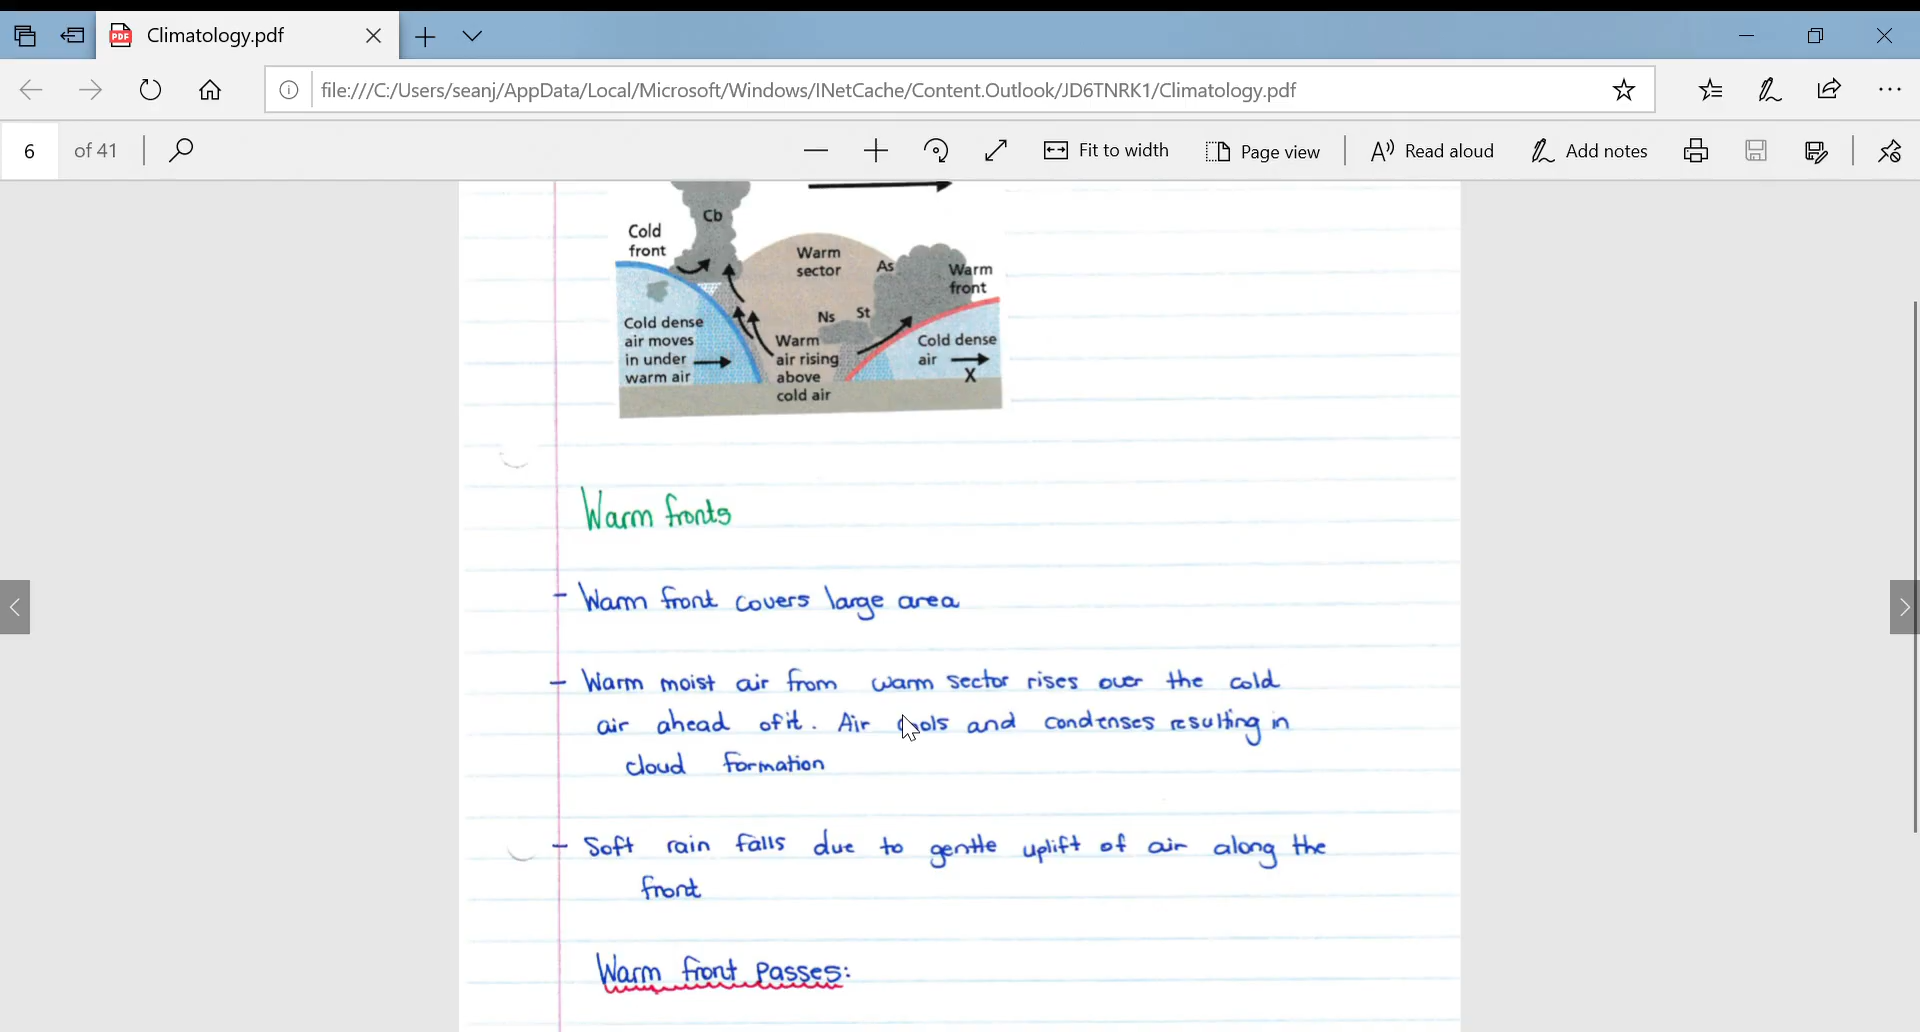 Climatology.pdf
file:///C:/Users/seanj/AppData/Local/Microsoft/Windows/INetCache/Content.Outlook/JD6TNRK1/Climatology.pdf
6 of 41
Fit to width
Page view
Read aloud
Add notes
Cb
Cold
front
Warm
sector
As
Warm
front
Ns
St
Cold dense
air moves
in under
warm air
Warm
air rising
above
cold air
Cold dense
air
X
Warm fronts
- Warm front covers large area
- Warm moist air from warm sector rises over the cold
air ahead of it. Air cools and condenses resulting in
cloud formation
- Soft rain falls due to gentle uplift of air along the
front
Warm front passes: